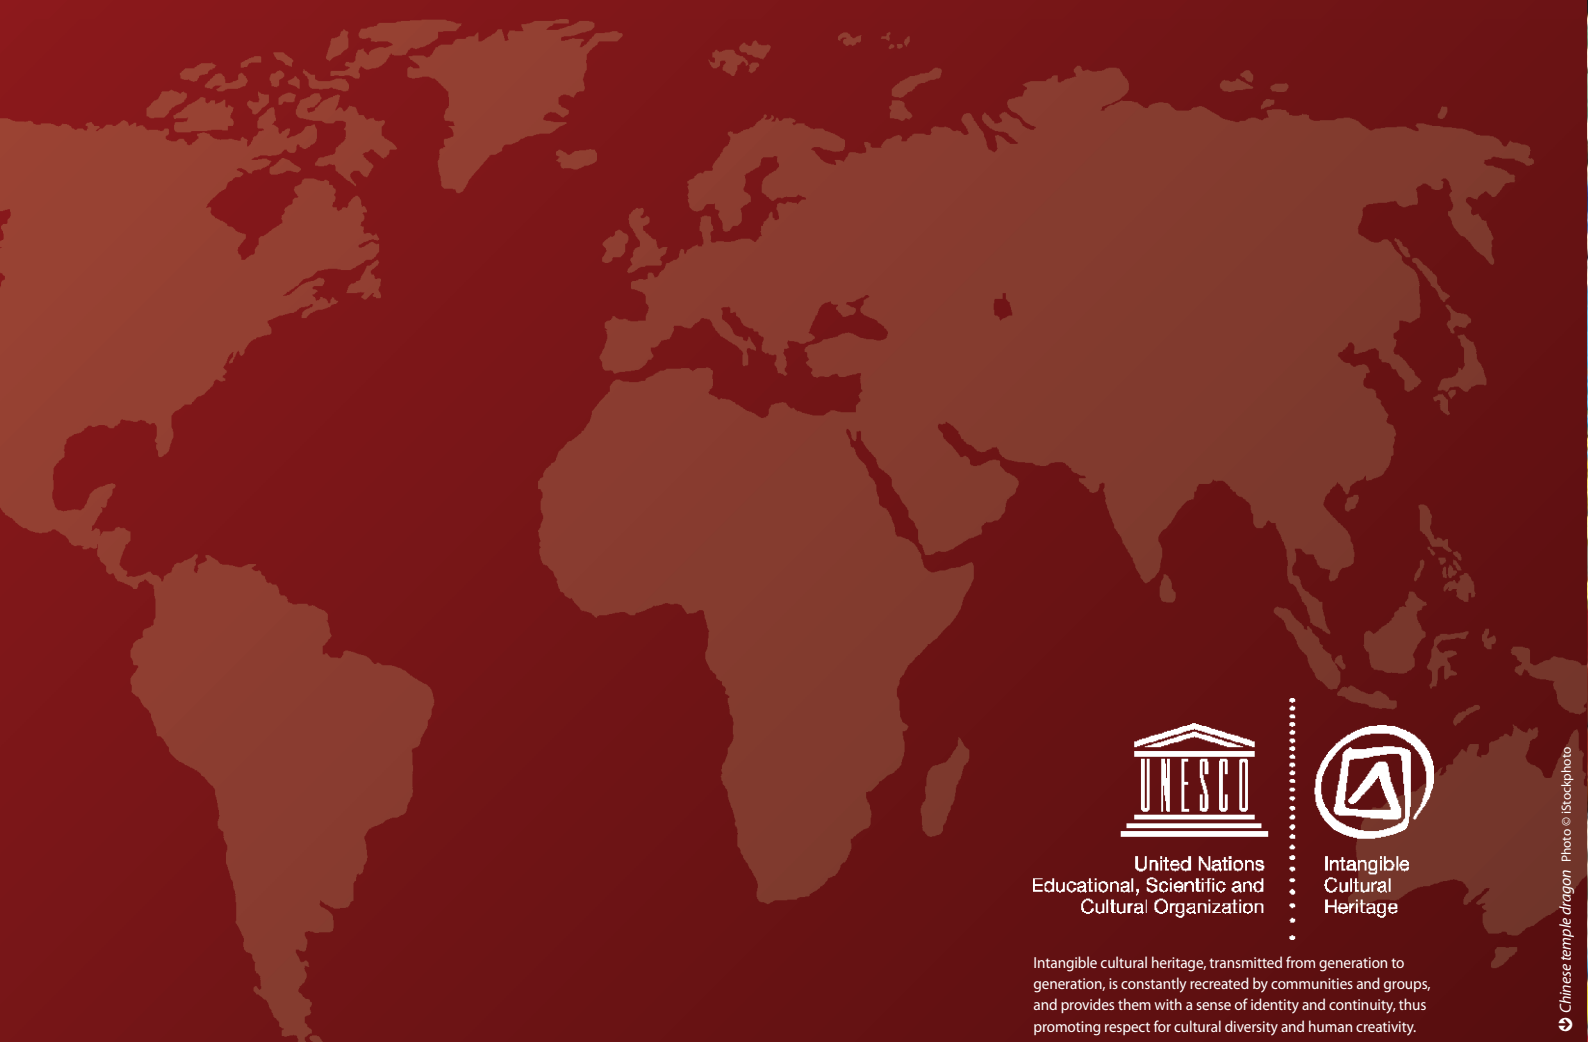 UNESCO
United Nations
Educational, Scientific and
Cultural Organization
Intangible
Cultural
Heritage
Intangible cultural heritage, transmitted from generation to
generation, is constantly recreated by communities and groups,
and provides them with a sense of identity and continuity, thus
promoting respect for cultural diversity and human creativity.
Chinese temple dragon Photo © iStockphoto